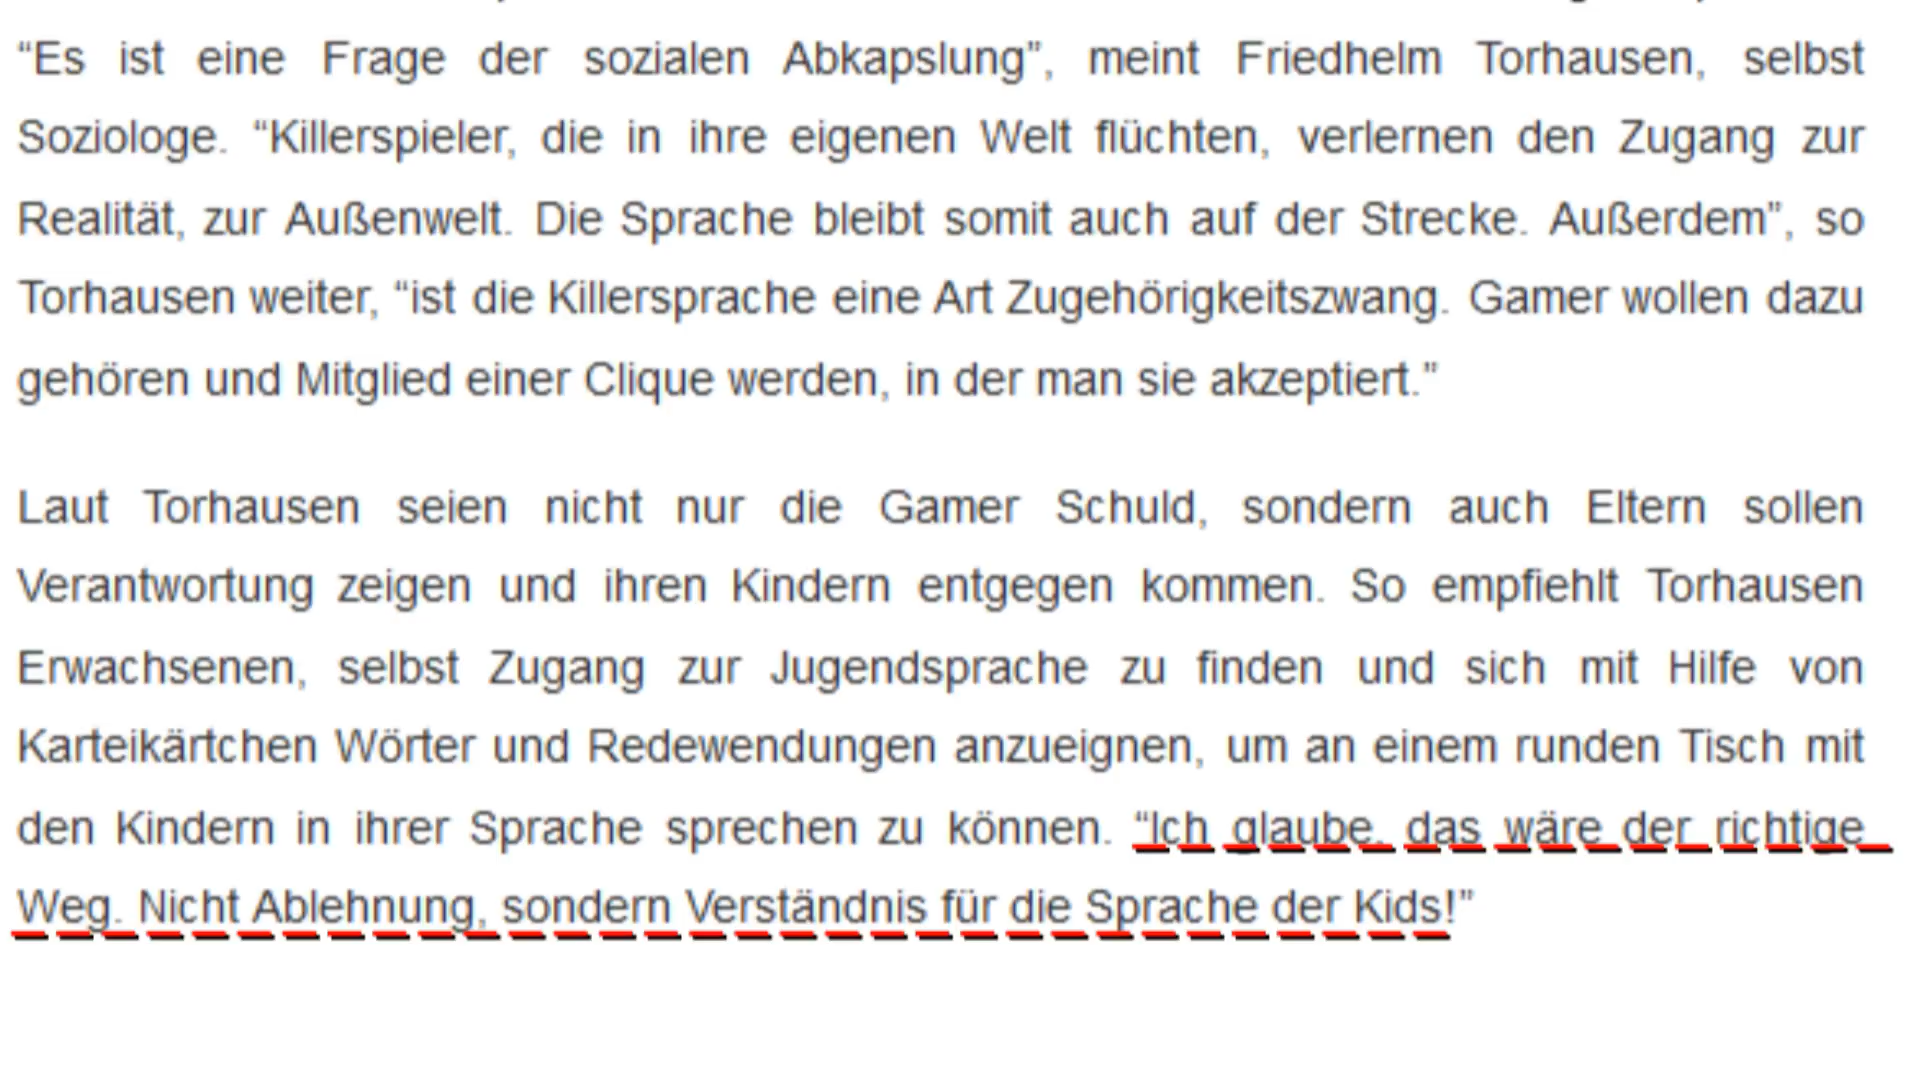 “Es ist eine Frage der sozialen Abkapslung”, meint Friedhelm Torhausen, selbst
Soziologe. “Killerspieler, die in ihre eigenen Welt flüchten, verlernen den Zugang zur
Realität, zur Außenwelt. Die Sprache bleibt somit auch auf der Strecke. Außerdem”, so
Torhausen weiter, “ist die Killersprache eine Art Zugehörigkeitszwang. Gamer wollen dazu
gehören und Mitglied einer Clique werden, in der man sie akzeptiert.”
Laut Torhausen seien nicht nur die Gamer Schuld, sondern auch Eltern sollen
Verantwortung zeigen und ihren Kindern entgegen kommen. So empfiehlt Torhausen
Erwachsenen, selbst Zugang zur Jugendsprache zu finden und sich mit Hilfe von
Karteikärtchen Wörter und Redewendungen anzueignen, um an einem runden Tisch mit
den Kindern in ihrer Sprache sprechen zu können. “Ich glaube, das wäre der richtige
Weg. Nicht Ablehnung, sondern Verständnis für die Sprache der Kids!”